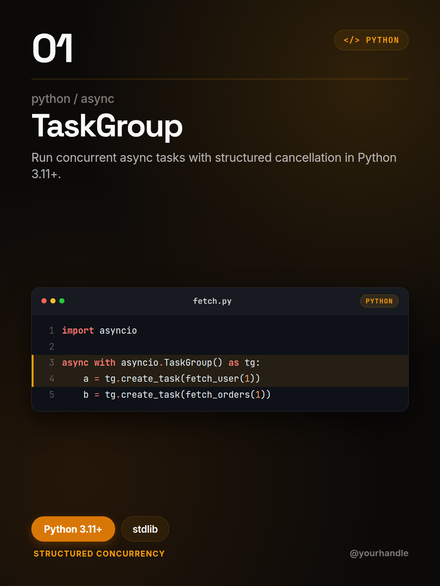 01
</> PYTHON
python / async
TaskGroup
Run concurrent async tasks with structured cancellation in Python
3.11+.
fetch.py
PYTHON
1 import asyncio
2
3 async with asyncio.TaskGroup() as tg:
4     a = tg.create_task(fetch_user(1))
5     b = tg.create_task(fetch_orders(1))
Python 3.11+
stdlib
STRUCTURED CONCURRENCY
@yourhandle